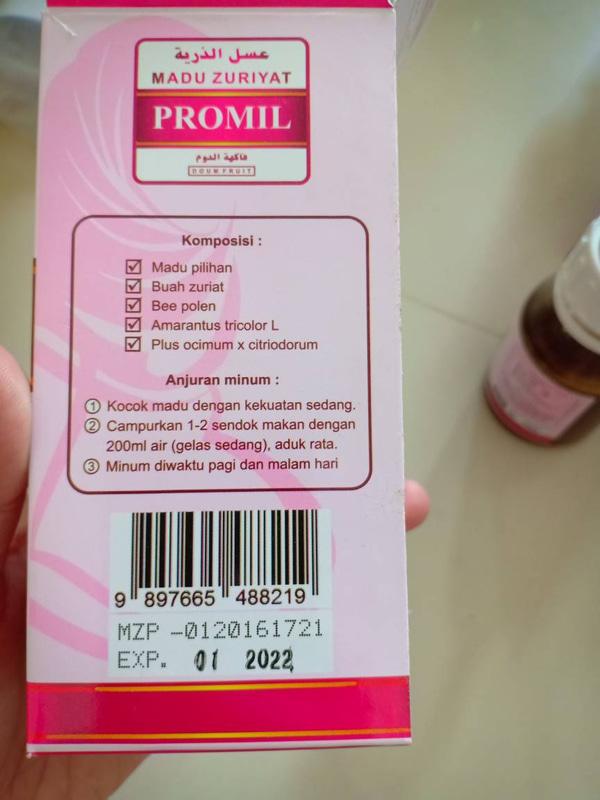 عسل الذرية
MADU ZURIYAT
PROMIL
فاكهة الدوم
DOUM FRUIT
Komposisi :
Madu pilihan
Buah zuriat
Bee polen
Amarantus tricolor L
Plus ocimum x citriodorum
Anjuran minum :
1 Kocok madu dengan kekuatan sedang.
2 Campurkan 1-2 sendok makan dengan
200ml air (gelas sedang), aduk rata.
3 Minum diwaktu pagi dan malam hari
9 897665 488219
MZP -0120161721
EXP. 01 2022